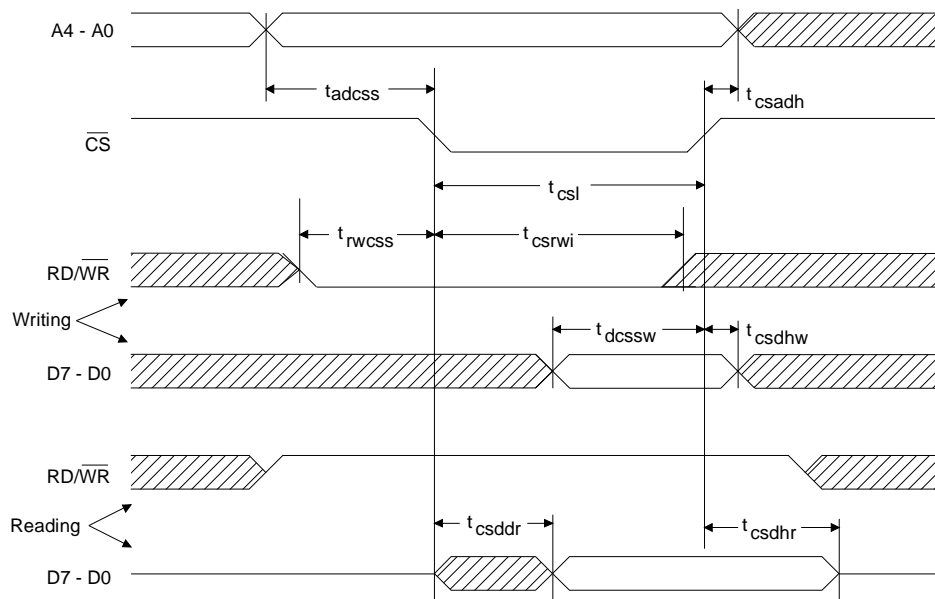 A4 - A0
tadcss
tcsadh
CS
tcsl
trwcss
tcsrwi
RD/WR
Writing
tdcssw
tcsdhw
D7 - D0
RD/WR
Reading
tcsddr
tcsdhr
D7 - D0